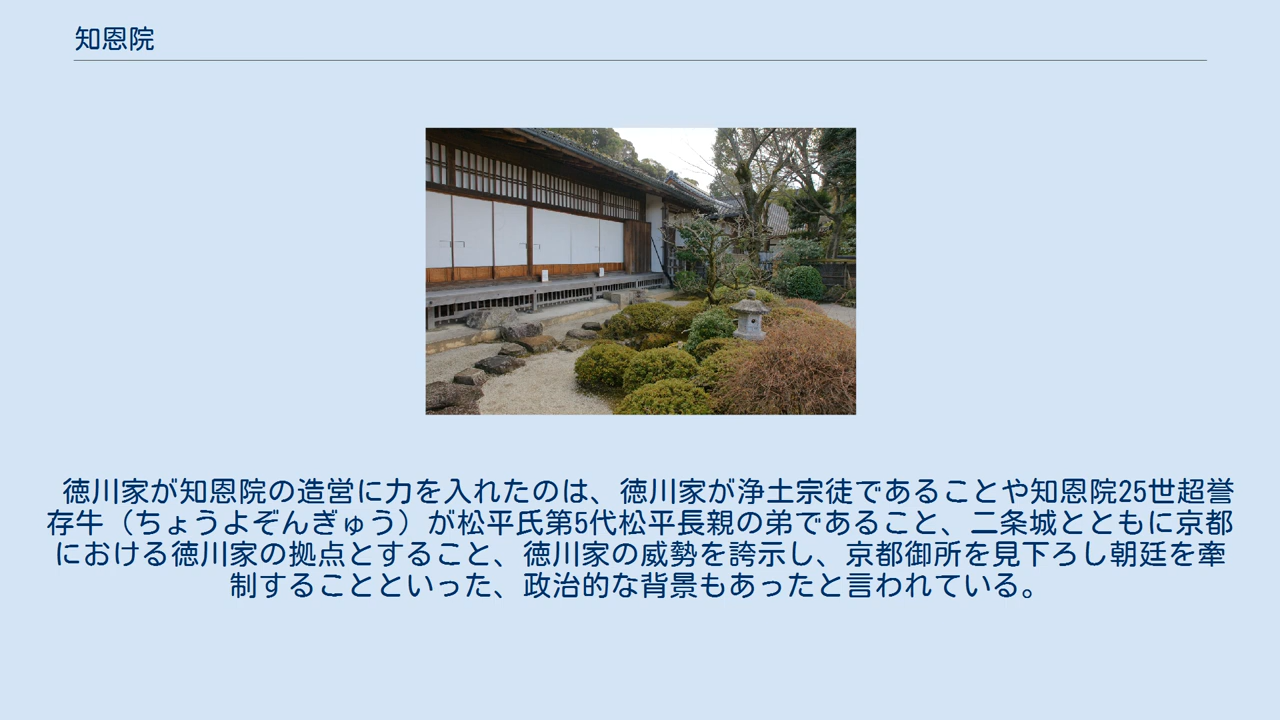 知恩院
徳川家が知恩院の造営に力を入れたのは、徳川家が浄土宗徒であることや知恩院25世超誉
存牛（ちょうよぞんぎゅう）が松平氏第5代松平長親の弟であること、二条城とともに京都
における徳川家の拠点とすること、徳川家の威勢を誇示し、京都御所を見下ろし朝廷を牽
制することといった、政治的な背景もあったと言われている。